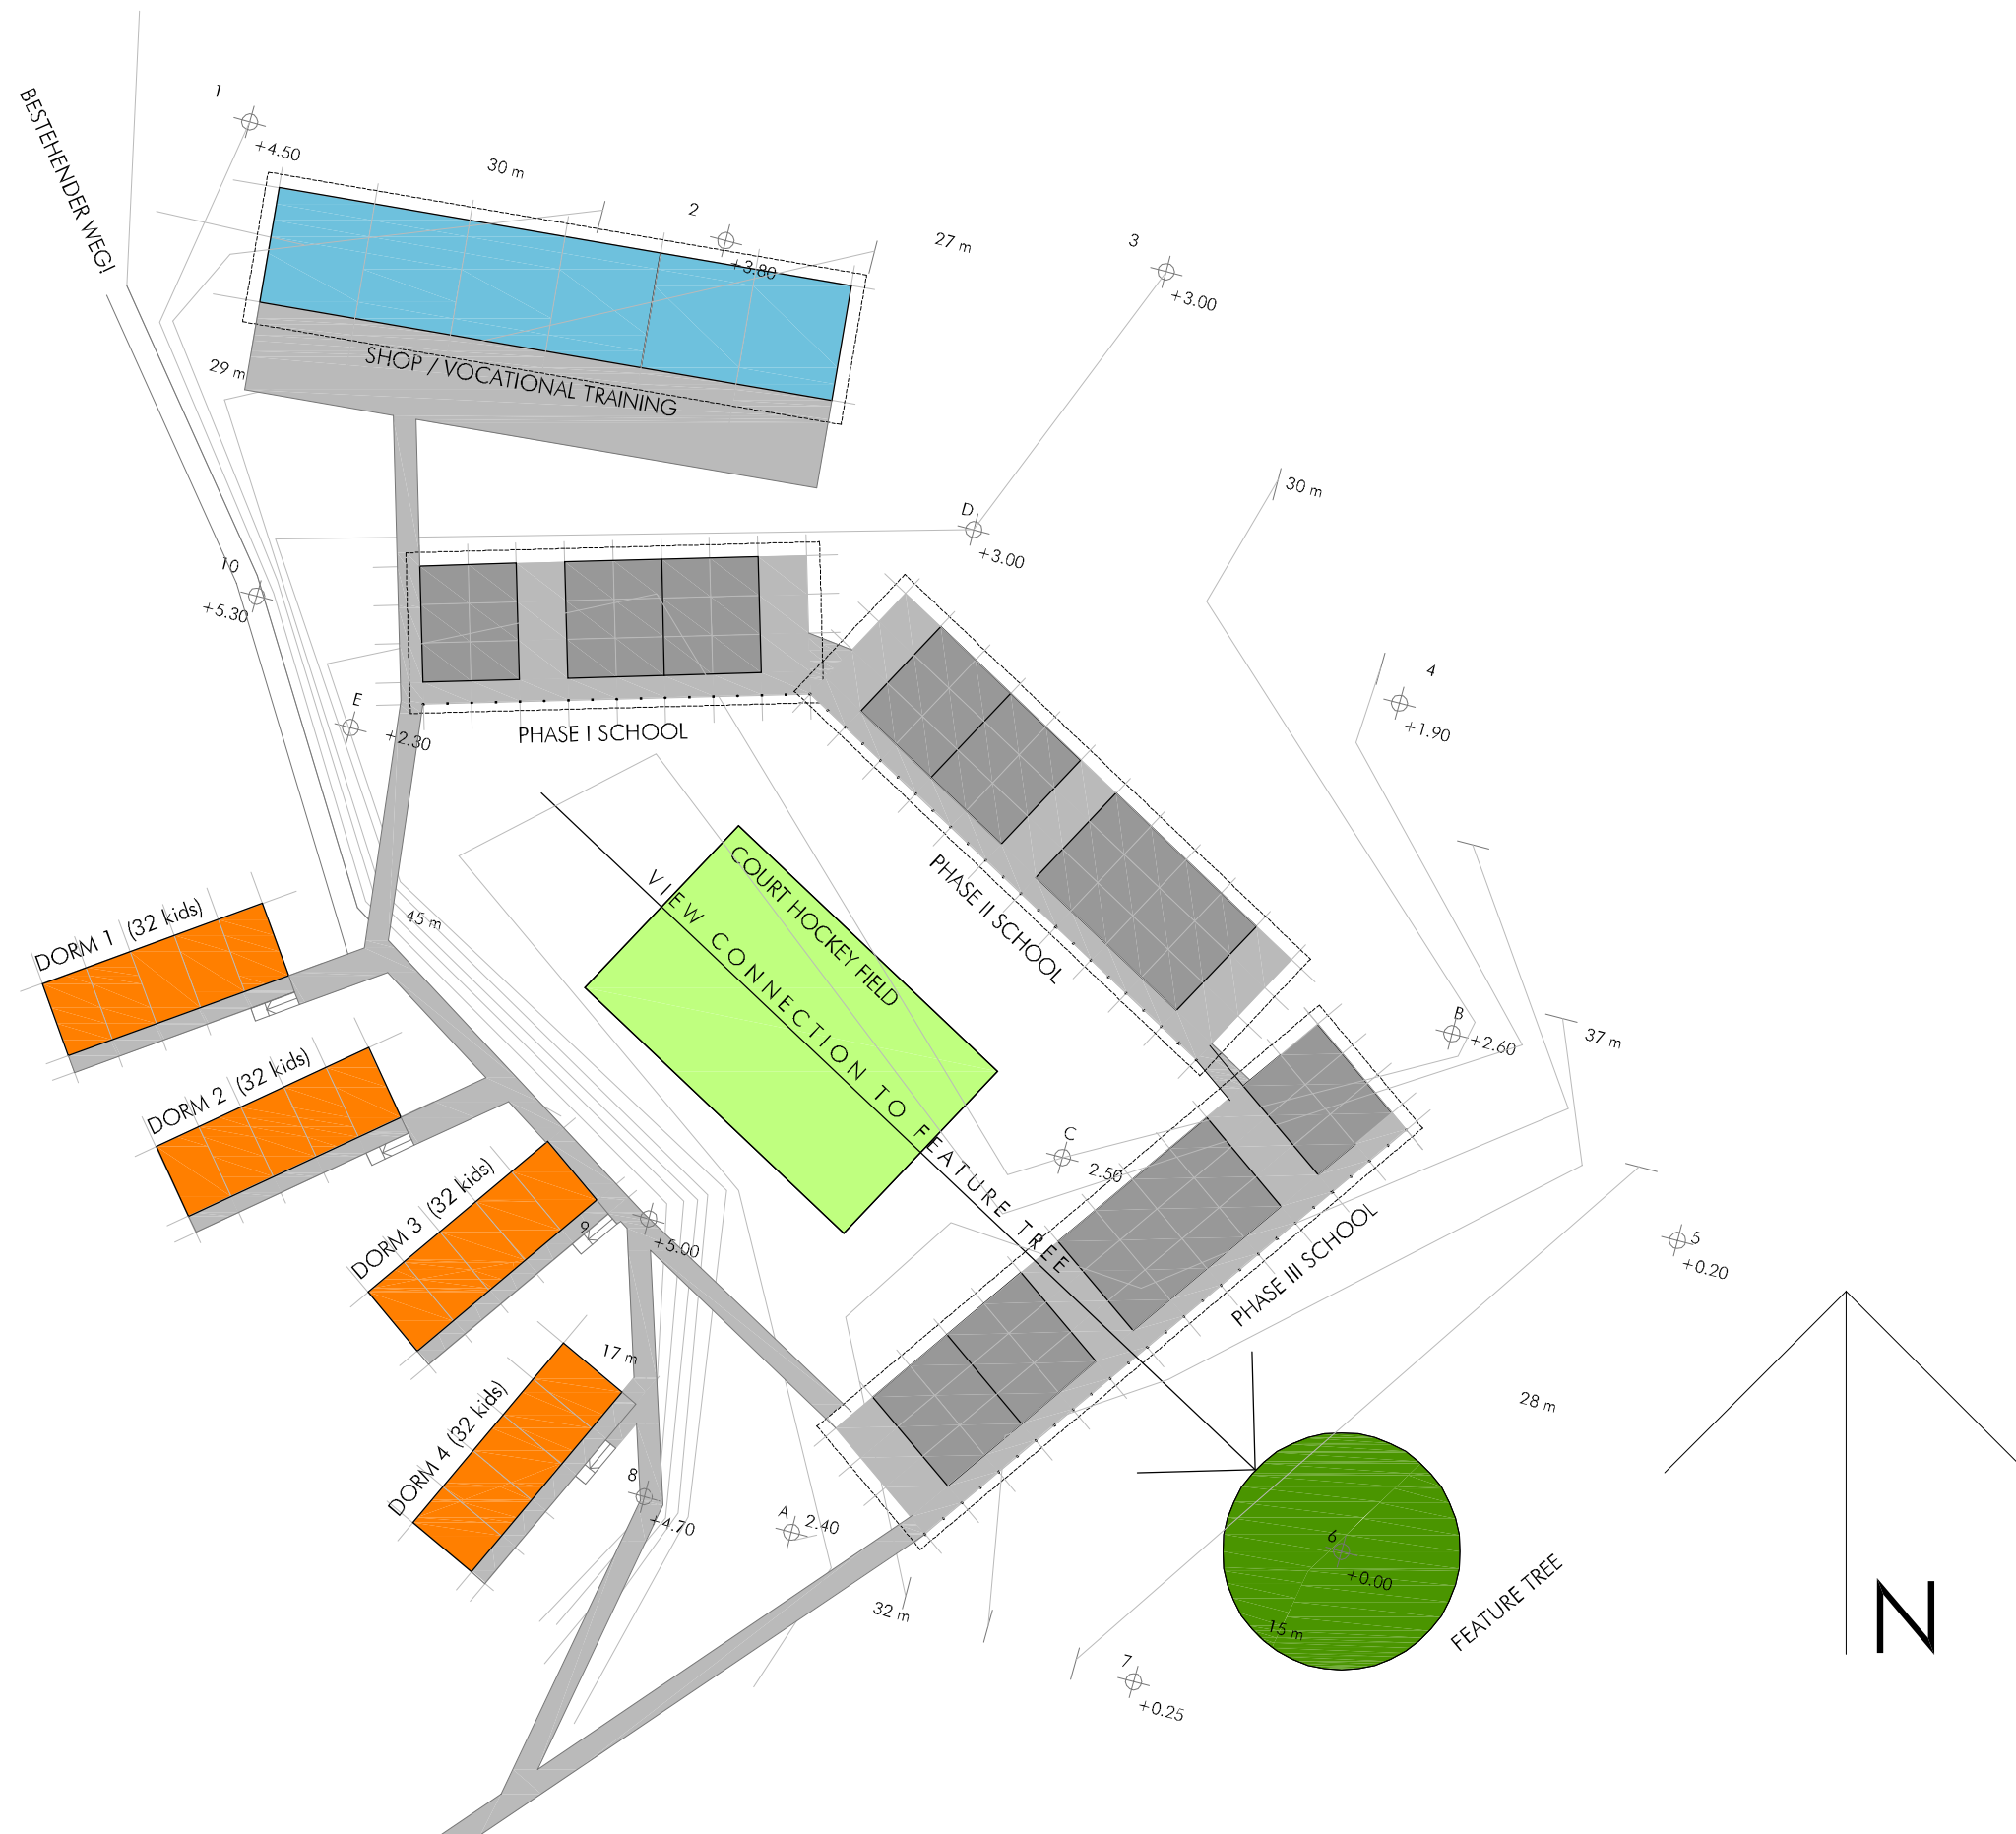 BESTEHENDER WEG!
1
+4.50
30 m
2
+3.80
27 m
3
+3.00
SHOP / VOCATIONAL TRAINING
29 m
D
+3.00
30 m
10
+5.30
E
+2.30
PHASE I SCHOOL
4
+1.90
PHASE II SCHOOL
COURT HOCKEY FIELD
VIEW CONNECTION TO FEATURE TREE
45 m
DORM 1 (32 kids)
DORM 2 (32 kids)
DORM 3 (32 kids)
DORM 4 (32 kids)
B
+2.60
37 m
C
2.50
9
+5.00
5
+0.20
PHASE III SCHOOL
17 m
28 m
8
+4.70
A 2.40
32 m
6
+0.00
15 m
FEATURE TREE
7
+0.25
N